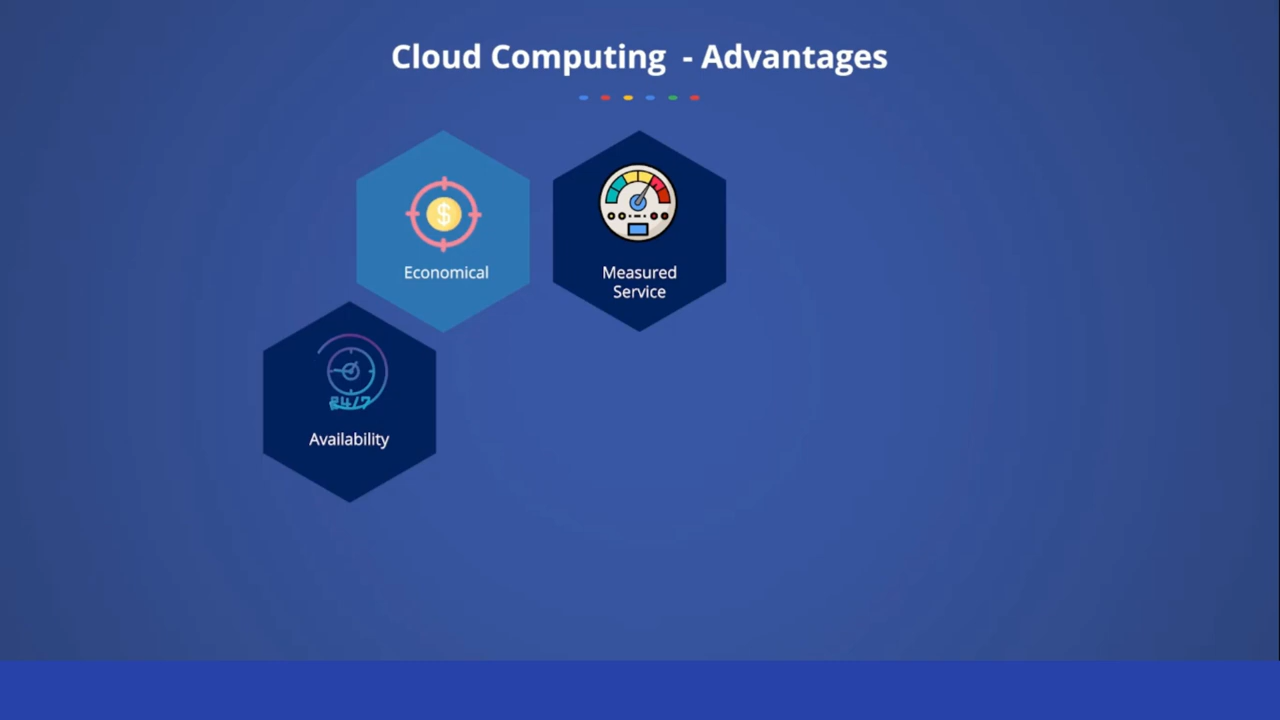 Cloud Computing - Advantages
$
Economical
Measured
Service
24/7
Availability